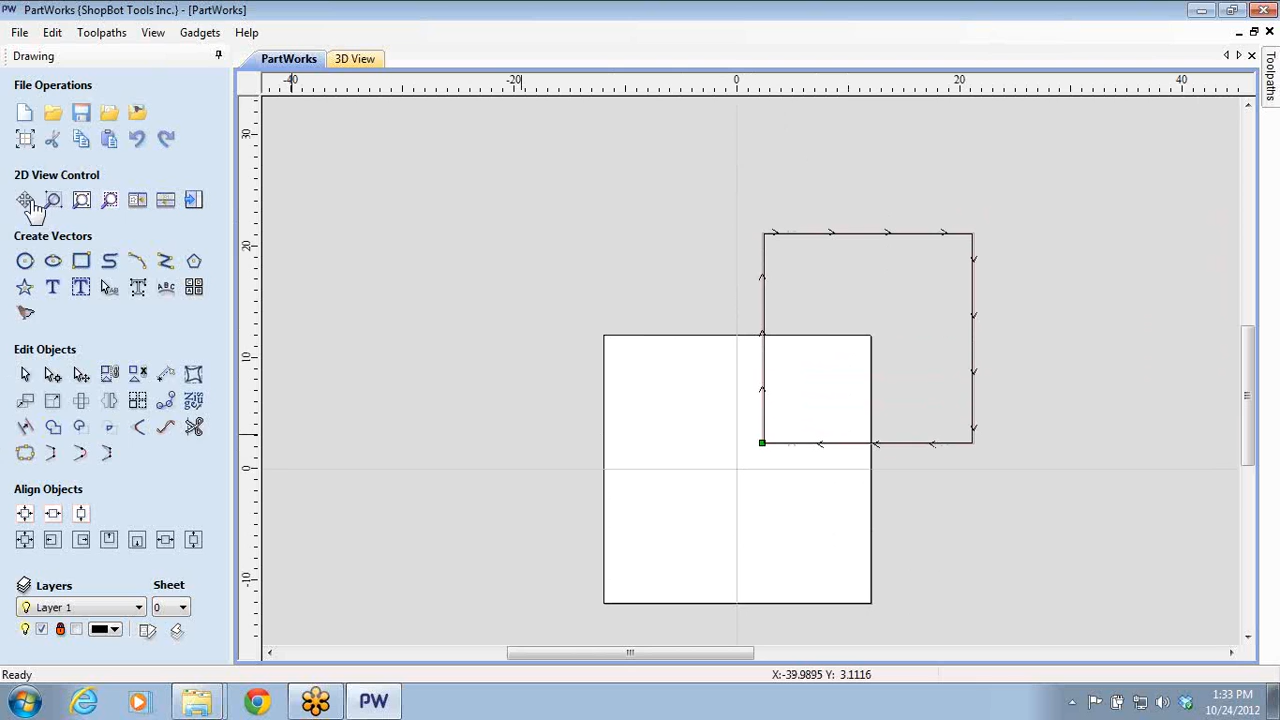 PW PartWorks {ShopBot Tools Inc.} - [PartWorks]
File Edit Toolpaths View Gadgets Help
Drawing
PartWorks
3D View
File Operations
2D View Control
Create Vectors
Edit Objects
Align Objects
Layers Sheet
Layer 1
0
-40 -20 0 20 40
30
20
10
0
-10
Toolpaths
Ready
X:-39.9895 Y: 3.1116
PW
1:33 PM
10/24/2012